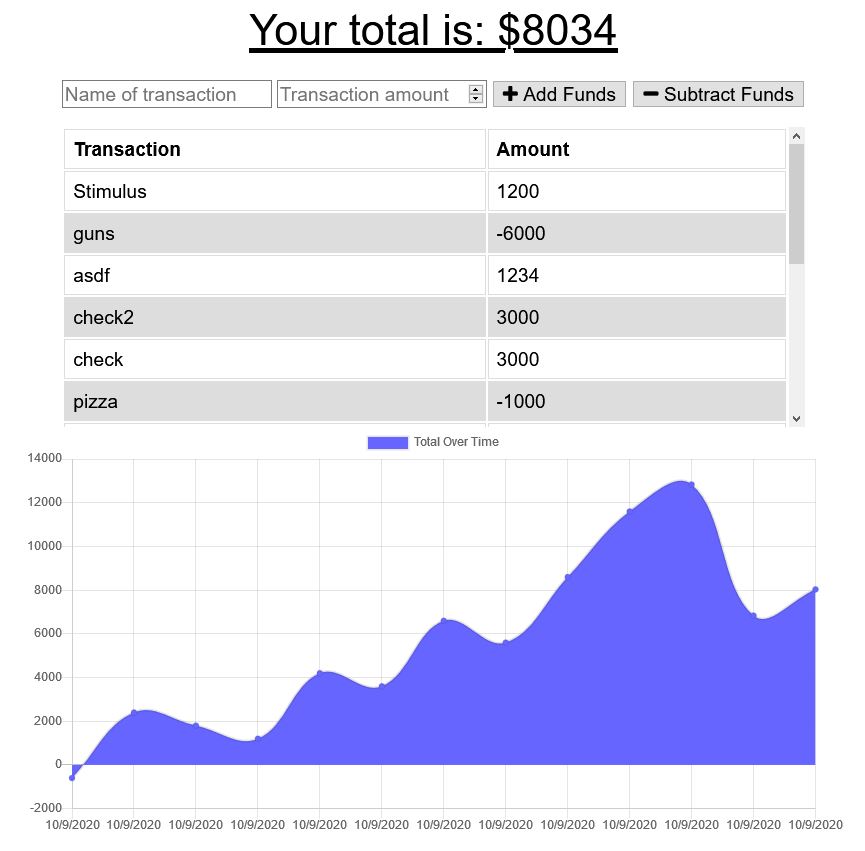 Your total is: $8034
Name of transaction Transaction amount Add Funds Subtract Funds
Transaction Amount
Stimulus 1200
guns -6000
asdf 1234
check2 3000
check 3000
pizza -1000
Total Over Time
14000
12000
10000
8000
6000
4000
2000
0
-2000
10/9/2020 10/9/2020 10/9/2020 10/9/2020 10/9/2020 10/9/2020 10/9/2020 10/9/2020 10/9/2020 10/9/2020 10/9/2020 10/9/2020 10/9/2020